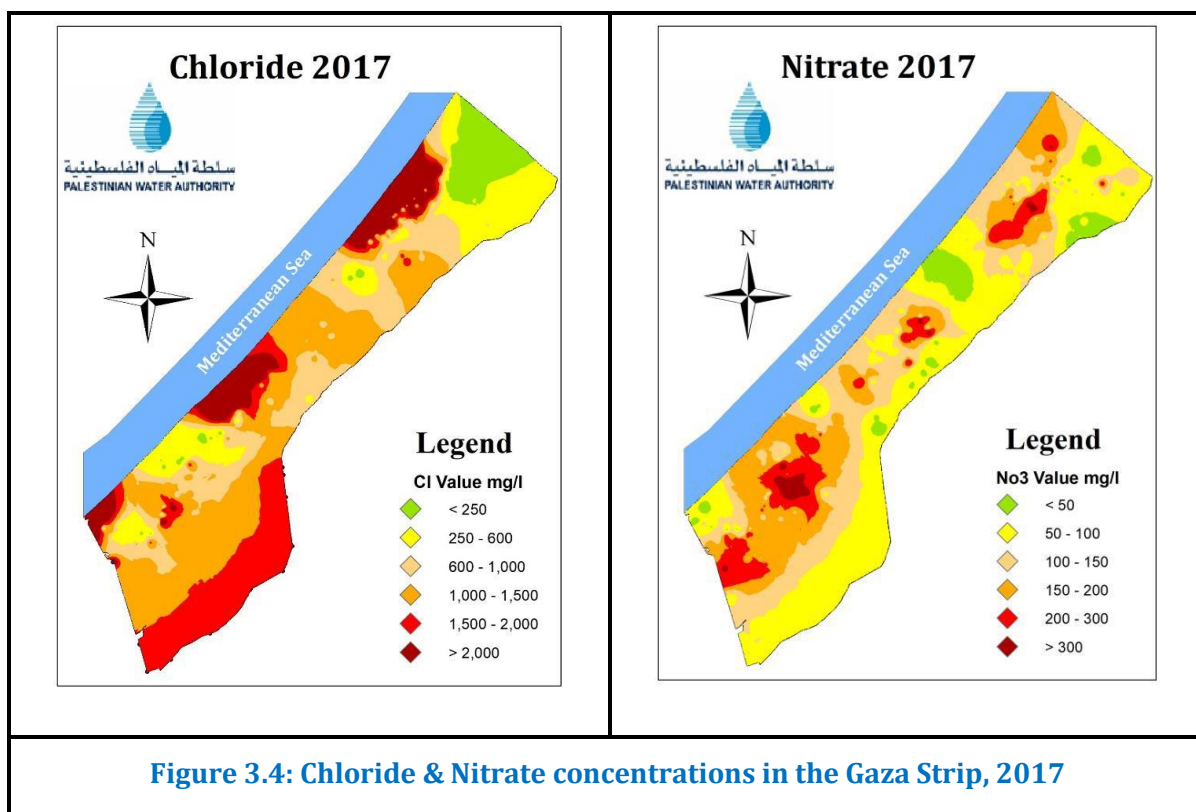 Chloride 2017
سلطة المياه الفلسطينية
PALESTINIAN WATER AUTHORITY
N
Mediterranean Sea
Legend
Cl Value mg/l
< 250
250 - 600
600 - 1,000
1,000 - 1,500
1,500 - 2,000
> 2,000
Nitrate 2017
سلطة المياه الفلسطينية
PALESTINIAN WATER AUTHORITY
N
Mediterranean Sea
Legend
No3 Value mg/l
< 50
50 - 100
100 - 150
150 - 200
200 - 300
> 300
Figure 3.4: Chloride & Nitrate concentrations in the Gaza Strip, 2017